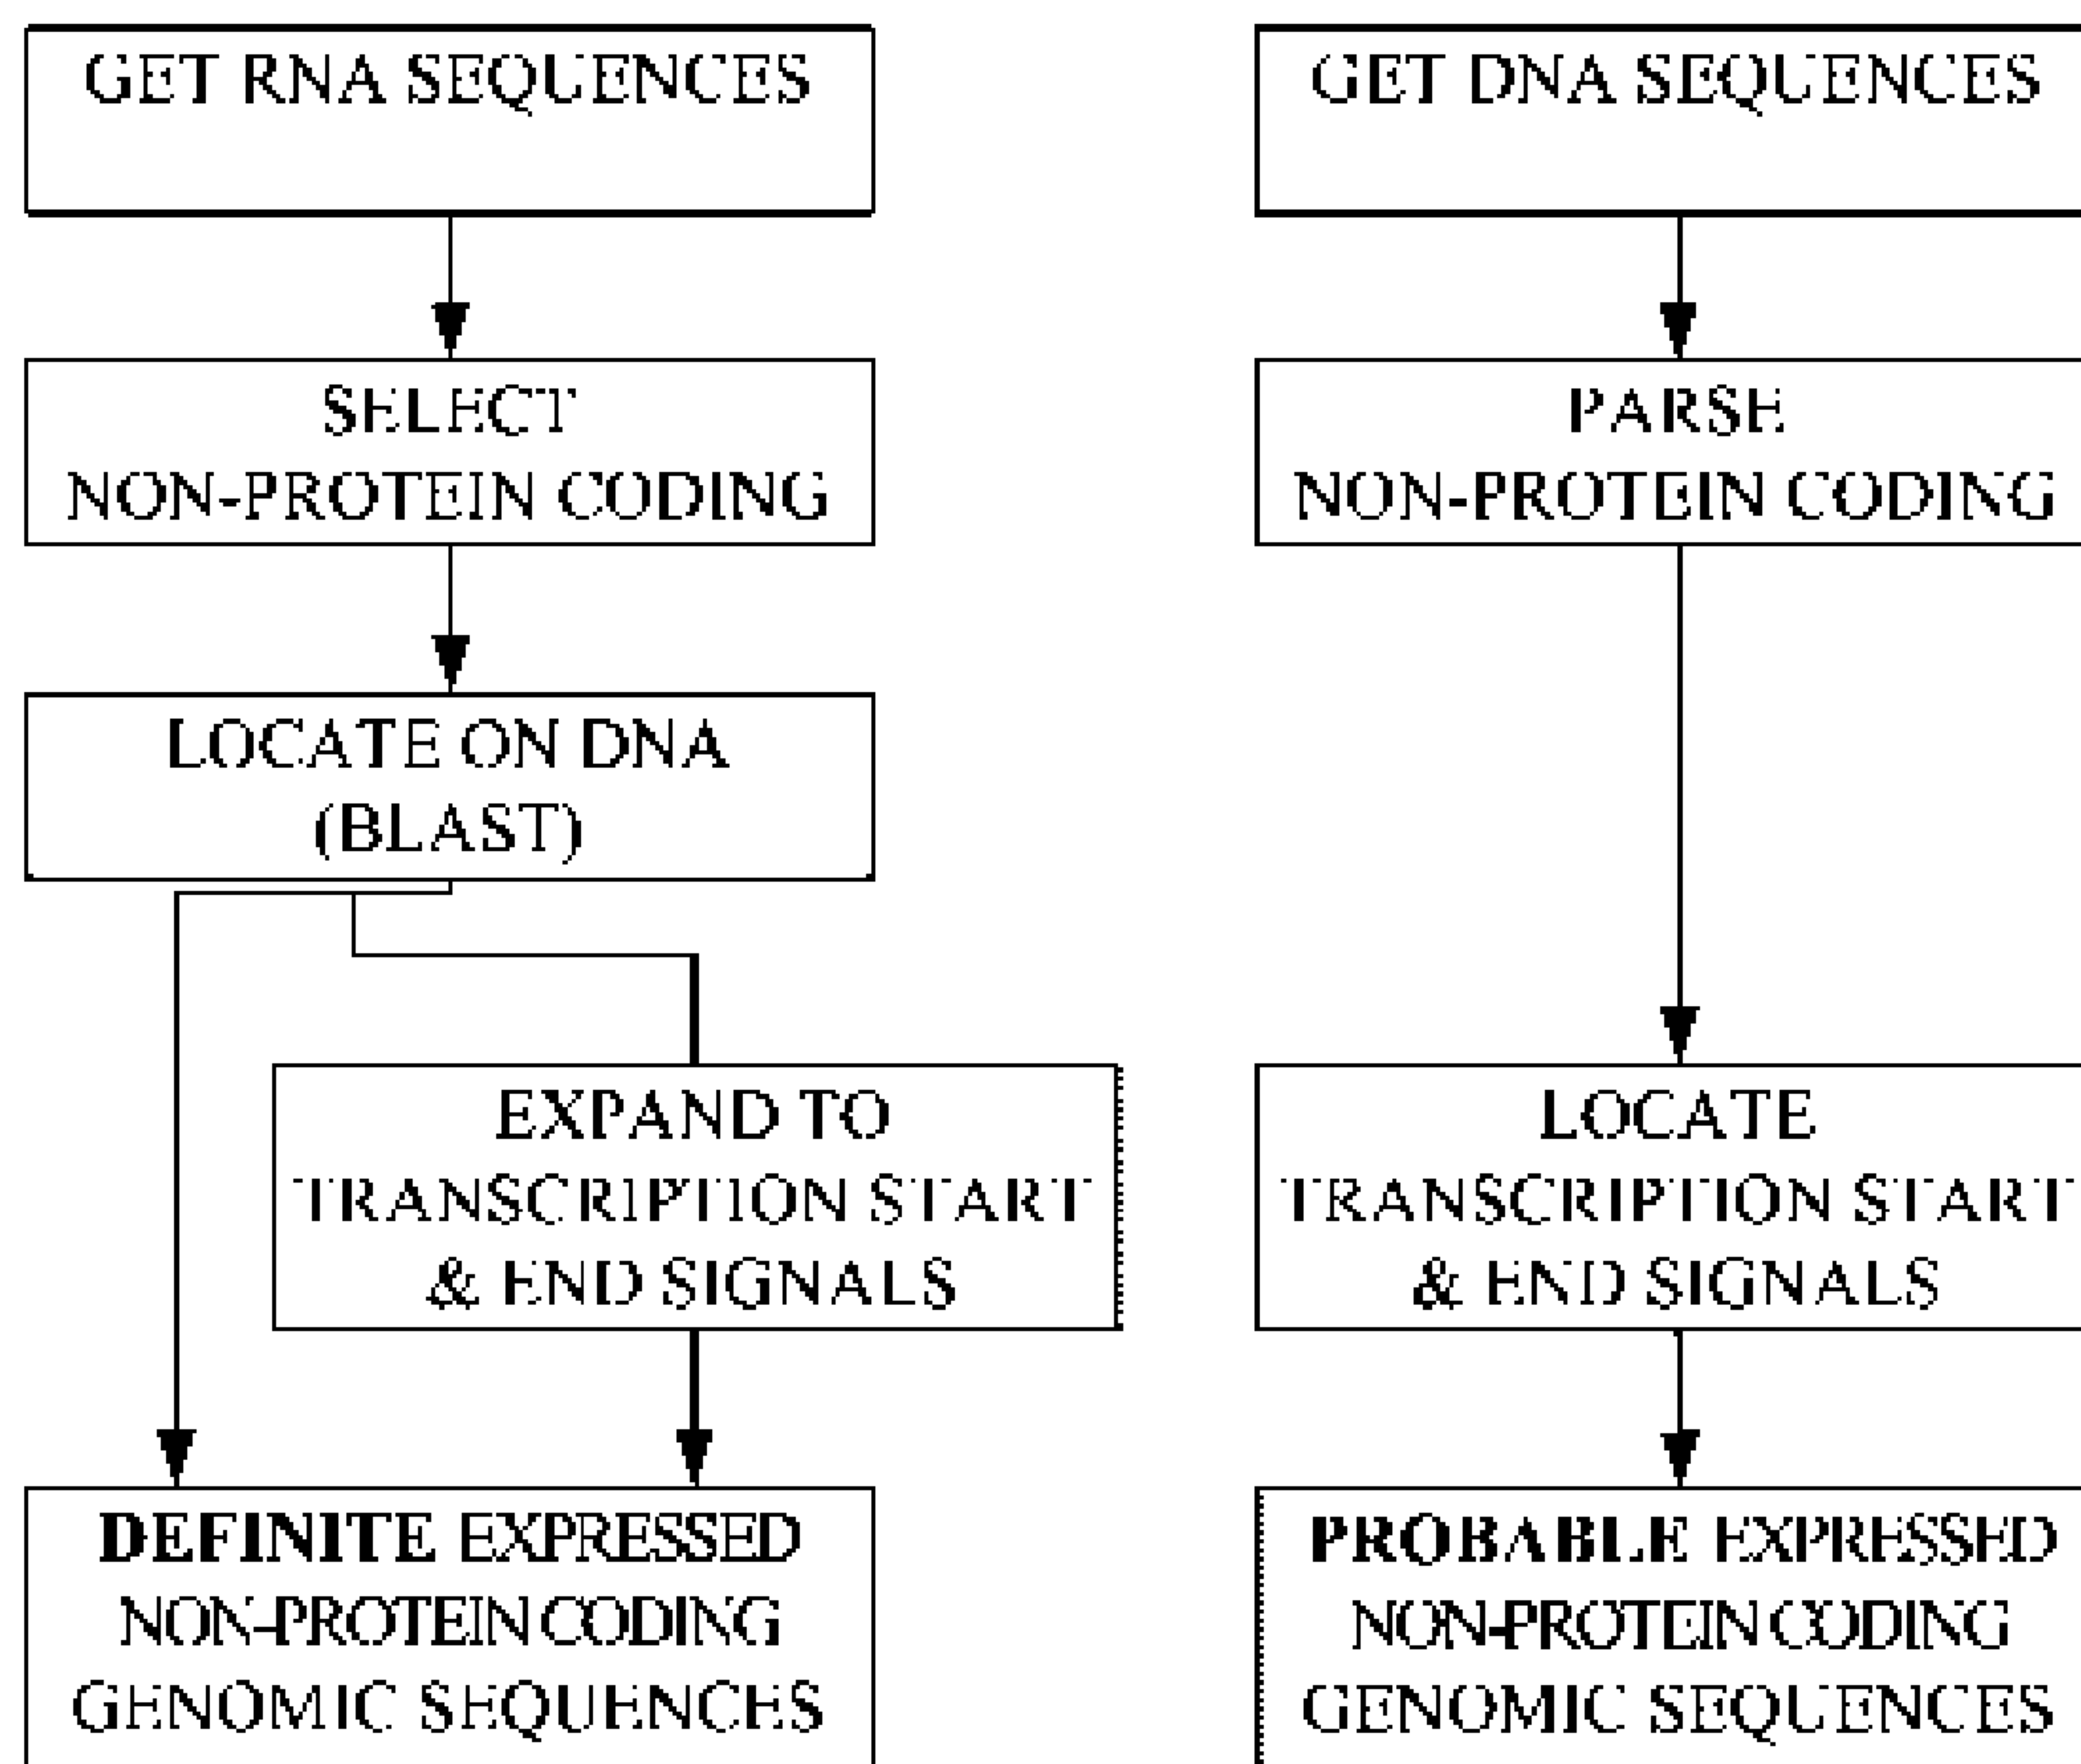 GET RNA SEQUENCES
SELECT
NON-PROTEIN CODING
LOCATE ON DNA
(BLAST)
EXPAND TO
TRANSCRIPTION START
& END SIGNALS
DEFINITE EXPRESSED
NON-PROTEIN CODING
GENOMIC SEQUENCES
GET DNA SEQUENCES
PARSE
NON-PROTEIN CODING
LOCATE
TRANSCRIPTION START
& END SIGNALS
PROBABLE EXPRESSED
NON-PROTEIN CODING
GENOMIC SEQUENCES